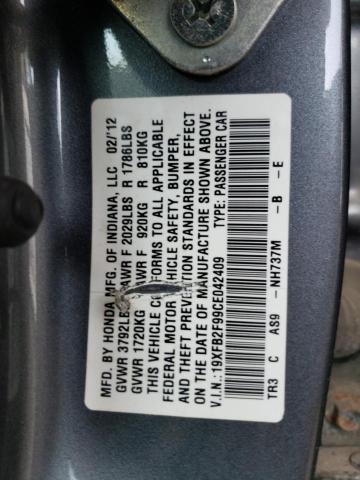 MFD. BY HONDA MFG. OF INDIANA, LLC 02/'12
GVWR 3792LBS GAWR F 2029LBS R 1786LBS
GVWR 1720KG GAWR F 920KG R 810KG
THIS VEHICLE CONFORMS TO ALL APPLICABLE
FEDERAL MOTOR VEHICLE SAFETY, BUMPER,
AND THEFT PREVENTION STANDARDS IN EFFECT
ON THE DATE OF MANUFACTURE SHOWN ABOVE.
V.I.N.:19XFB2F99CE042409 TYPE: PASSENGER CAR
TR3 C AS9 -NH737M -B -E